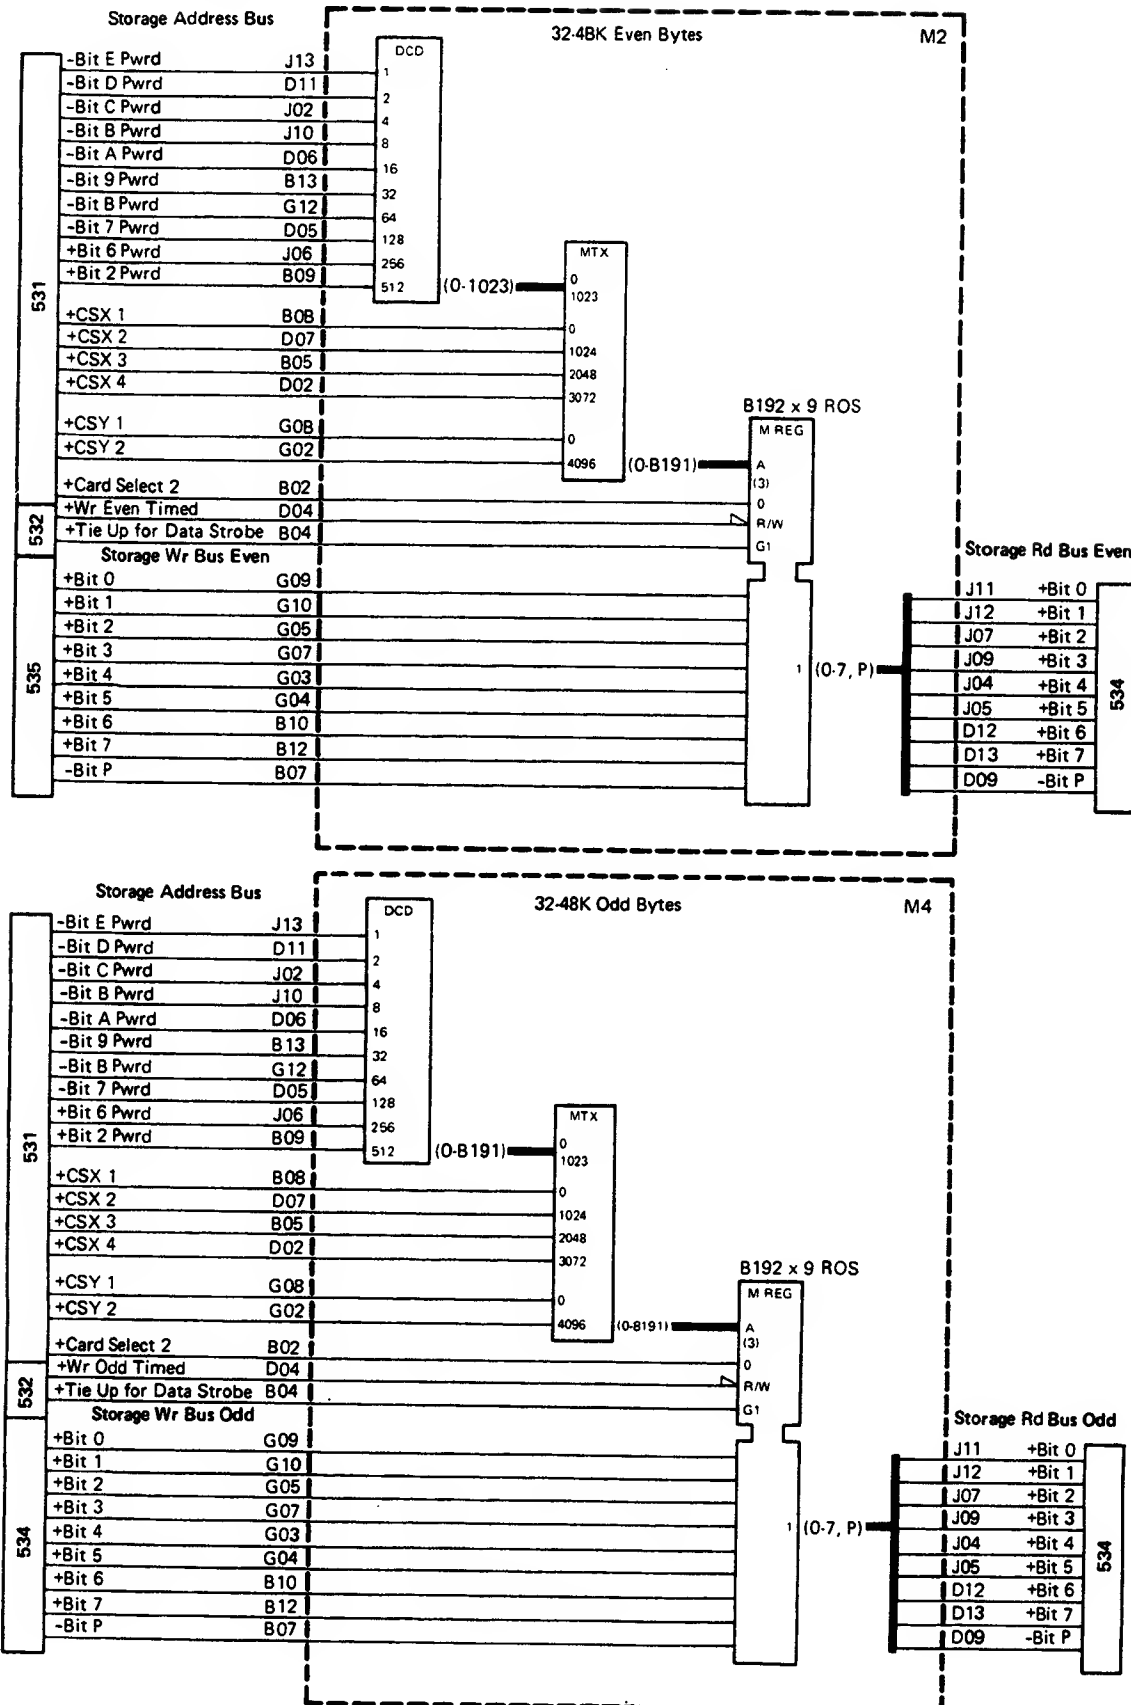 Storage Address Bus
32-4BK Even Bytes
M2
DCD
-Bit E Pwrd J13 1
-Bit D Pwrd D11 2
-Bit C Pwrd J02 4
-Bit B Pwrd J10 8
-Bit A Pwrd D06 16
-Bit 9 Pwrd B13 32
-Bit B Pwrd G12 64
-Bit 7 Pwrd D05 128
+Bit 6 Pwrd J06 256
+Bit 2 Pwrd B09 512
(0-1023)
MTX
0
1023
531
+CSX 1 B0B 0
+CSX 2 D07 1024
+CSX 3 B05 2048
+CSX 4 D02 3072
+CSY 1 G0B 0
+CSY 2 G02 4096
(0-B191)
B192 x 9 ROS
M REG
A
(3)
+Card Select 2 B02 0
532
+Wr Even Timed D04 R/W
+Tie Up for Data Strobe B04 G1
Storage Wr Bus Even
535
+Bit 0 G09
+Bit 1 G10
+Bit 2 G05
+Bit 3 G07
+Bit 4 G03
+Bit 5 G04
+Bit 6 B10
+Bit 7 B12
-Bit P B07
1 (0-7, P)
Storage Rd Bus Even
J11 +Bit 0
J12 +Bit 1
J07 +Bit 2
J09 +Bit 3
J04 +Bit 4
J05 +Bit 5
D12 +Bit 6
D13 +Bit 7
D09 -Bit P
534
Storage Address Bus
32-48K Odd Bytes
M4
DCD
-Bit E Pwrd J13 1
-Bit D Pwrd D11 2
-Bit C Pwrd J02 4
-Bit B Pwrd J10 8
-Bit A Pwrd D06 16
-Bit 9 Pwrd B13 32
-Bit B Pwrd G12 64
-Bit 7 Pwrd D05 128
+Bit 6 Pwrd J06 256
+Bit 2 Pwrd B09 512
(0-B191)
MTX
0
1023
531
+CSX 1 B08 0
+CSX 2 D07 1024
+CSX 3 B05 2048
+CSX 4 D02 3072
+CSY 1 G08 0
+CSY 2 G02 4096
(0-8191)
B192 x 9 ROS
M REG
A
(3)
+Card Select 2 B02 0
532
+Wr Odd Timed D04 R/W
+Tie Up for Data Strobe B04 G1
Storage Wr Bus Odd
534
+Bit 0 G09
+Bit 1 G10
+Bit 2 G05
+Bit 3 G07
+Bit 4 G03
+Bit 5 G04
+Bit 6 B10
+Bit 7 B12
-Bit P B07
1 (0-7, P)
Storage Rd Bus Odd
J11 +Bit 0
J12 +Bit 1
J07 +Bit 2
J09 +Bit 3
J04 +Bit 4
J05 +Bit 5
D12 +Bit 6
D13 +Bit 7
D09 -Bit P
534